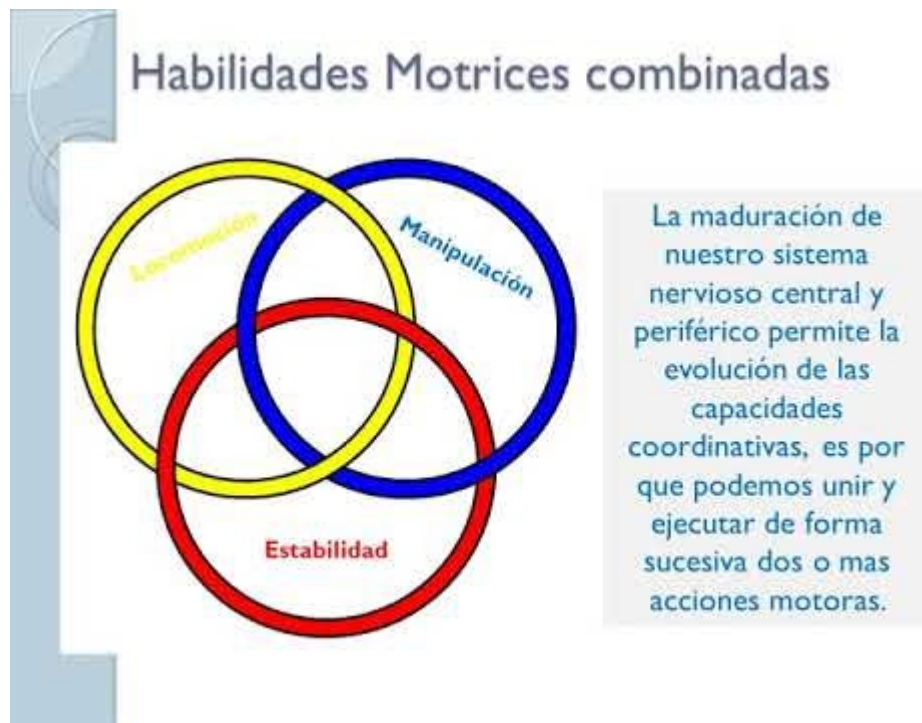 Habilidades Motrices combinadas
Locomoción
Manipulación
Estabilidad
La maduración de
nuestro sistema
nervioso central y
periférico permite la
evolución de las
capacidades
coordinativas, es por
que podemos unir y
ejecutar de forma
sucesiva dos o mas
acciones motoras.